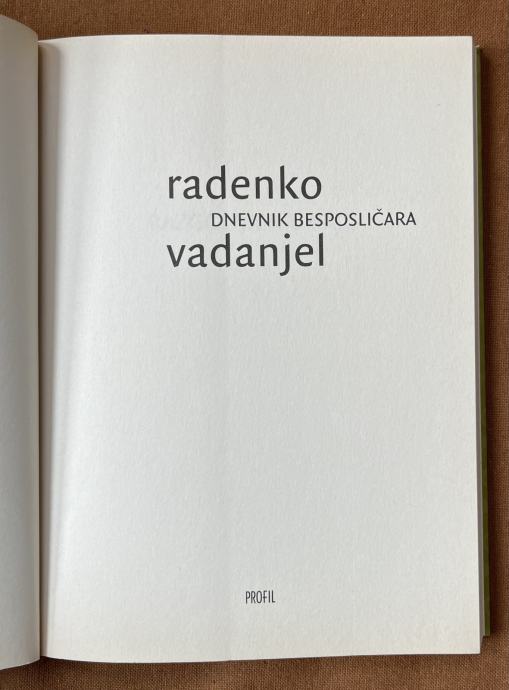 radenko
DNEVNIK BESPOSLIČARA
vadanjel
PROFIL